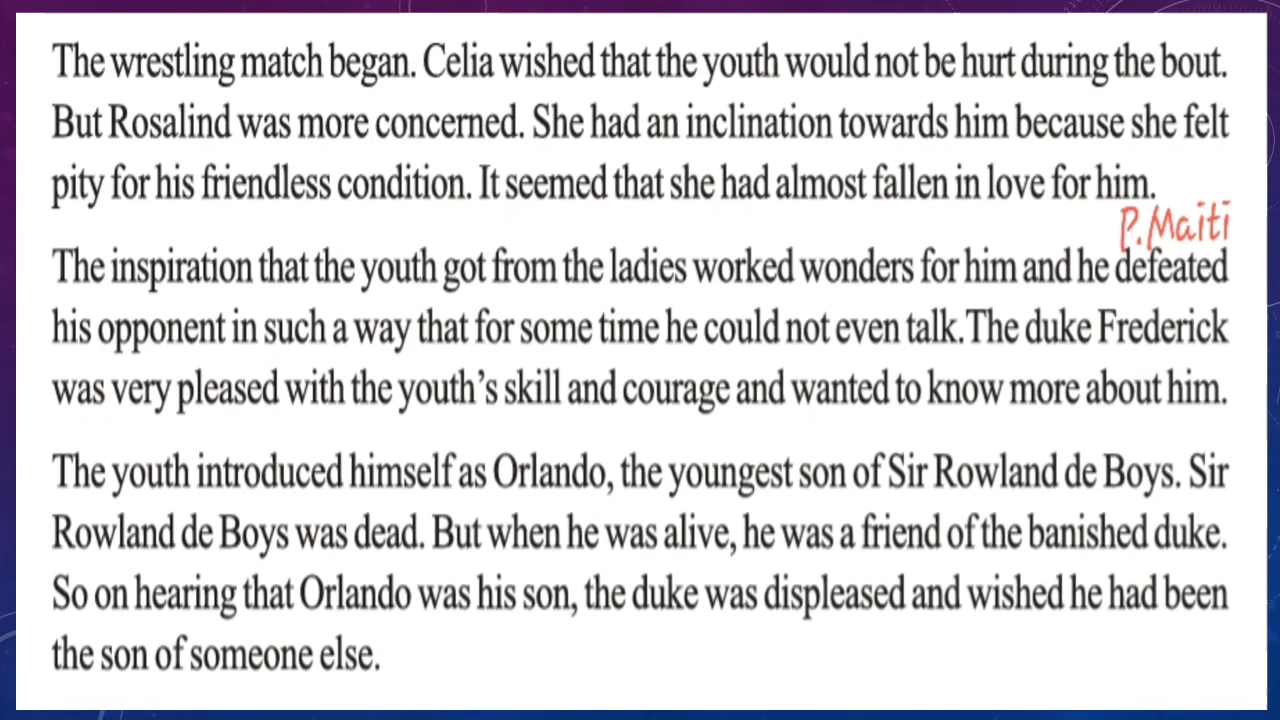 The wrestling match began. Celia wished that the youth would not be hurt during the bout.
But Rosalind was more concerned. She had an inclination towards him because she felt
pity for his friendless condition. It seemed that she had almost fallen in love for him.
P. Maiti
The inspiration that the youth got from the ladies worked wonders for him and he defeated
his opponent in such a way that for some time he could not even talk.The duke Frederick
was very pleased with the youth’s skill and courage and wanted to know more about him.
The youth introduced himself as Orlando, the youngest son of Sir Rowland de Boys. Sir
Rowland de Boys was dead. But when he was alive, he was a friend of the banished duke.
So on hearing that Orlando was his son, the duke was displeased and wished he had been
the son of someone else.